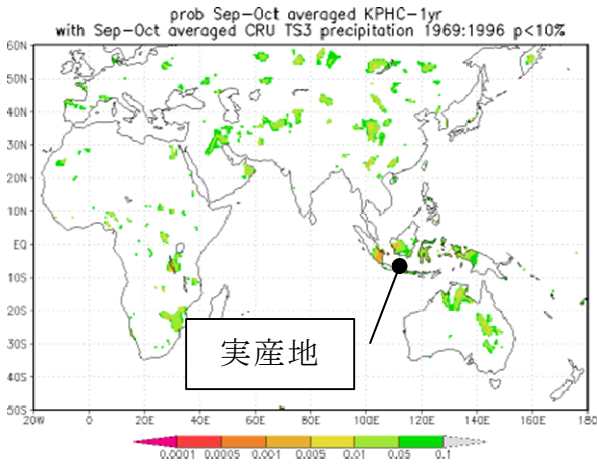 prob Sep-Oct averaged KPHC-1yr
with Sep-Oct averaged CRU TS3 precipitation 1969:1996 p<10%
60N
50N
40N
30N
20N
10N
EQ
10S
20S
30S
40S
50S
実産地
20W 0 20E 40E 60E 80E 100E 120E 140E 160E 180
0.0001 0.0005 0.001 0.005 0.01 0.05 0.1